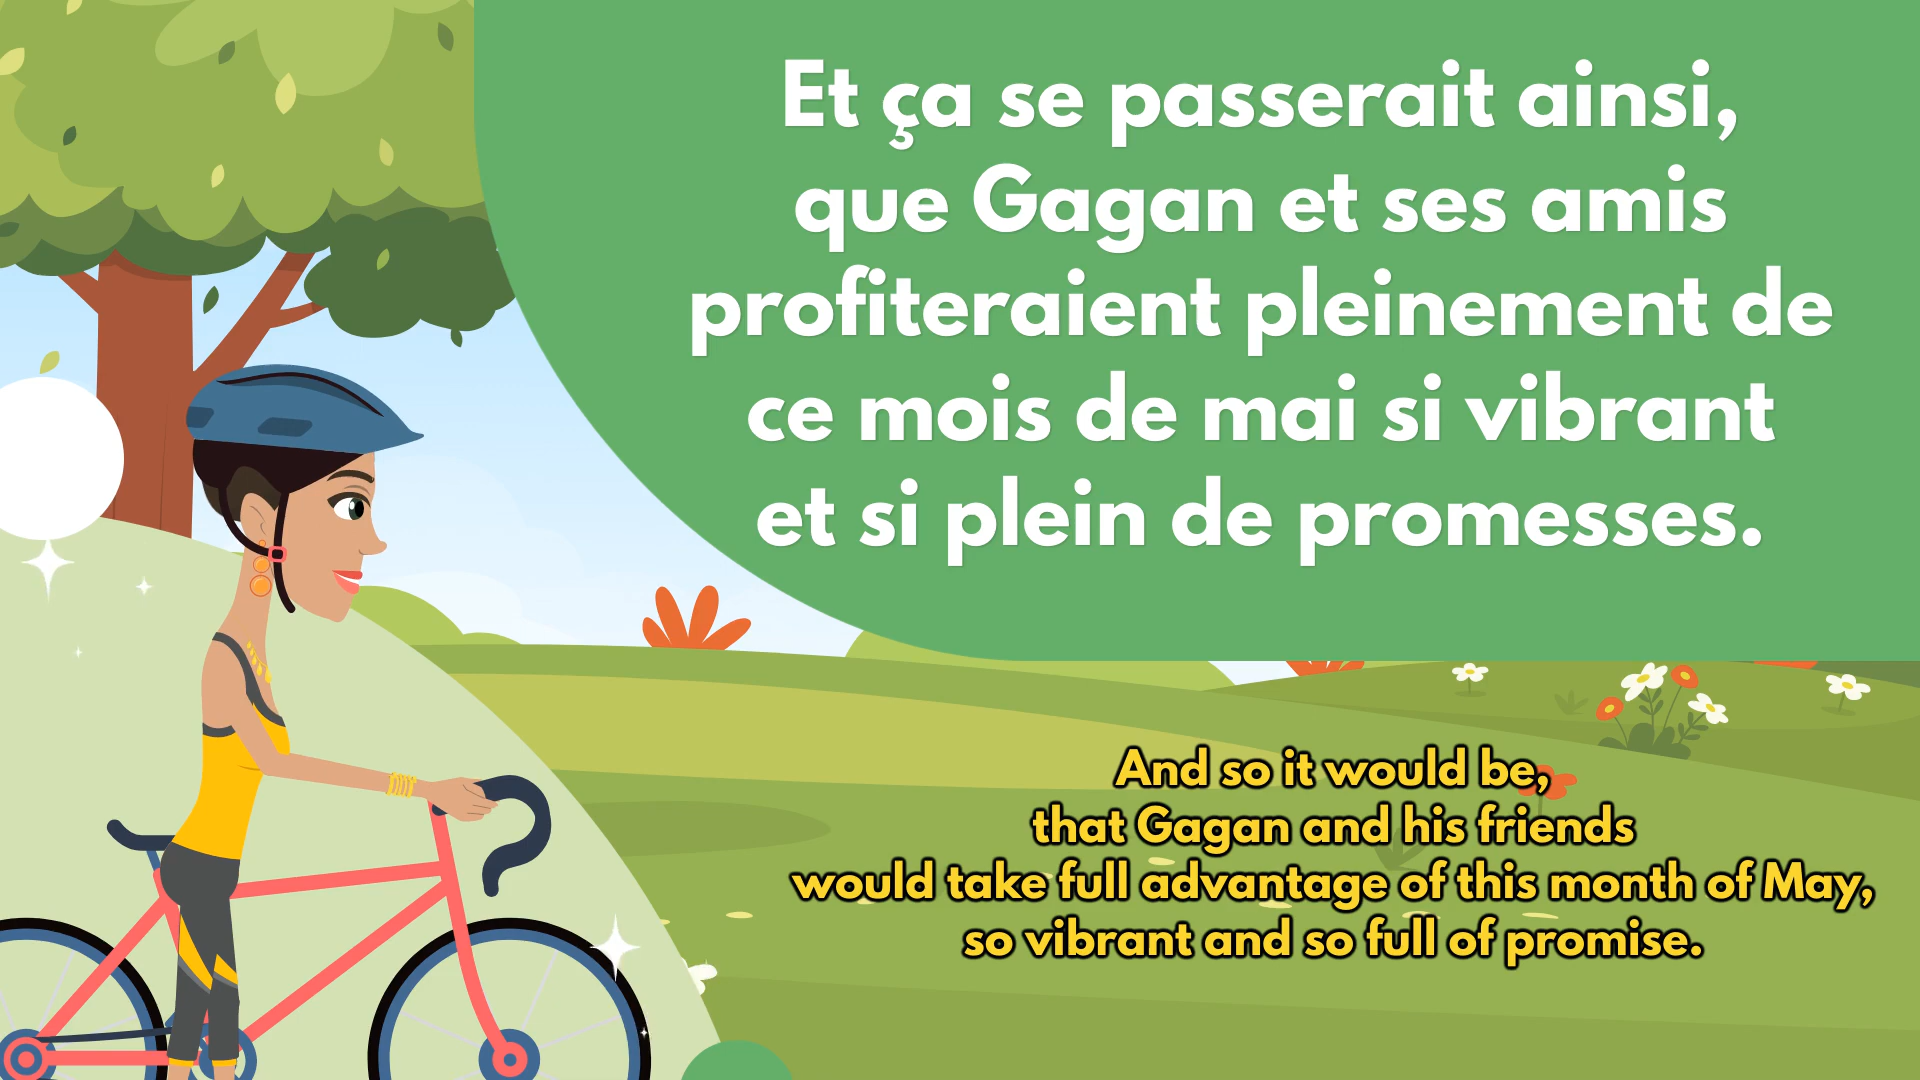 Et ça se passerait ainsi,
que Gagan et ses amis
profiteraient pleinement de
ce mois de mai si vibrant
et si plein de promesses.
And so it would be,
that Gagan and his friends
would take full advantage of this month of May,
so vibrant and so full of promise.